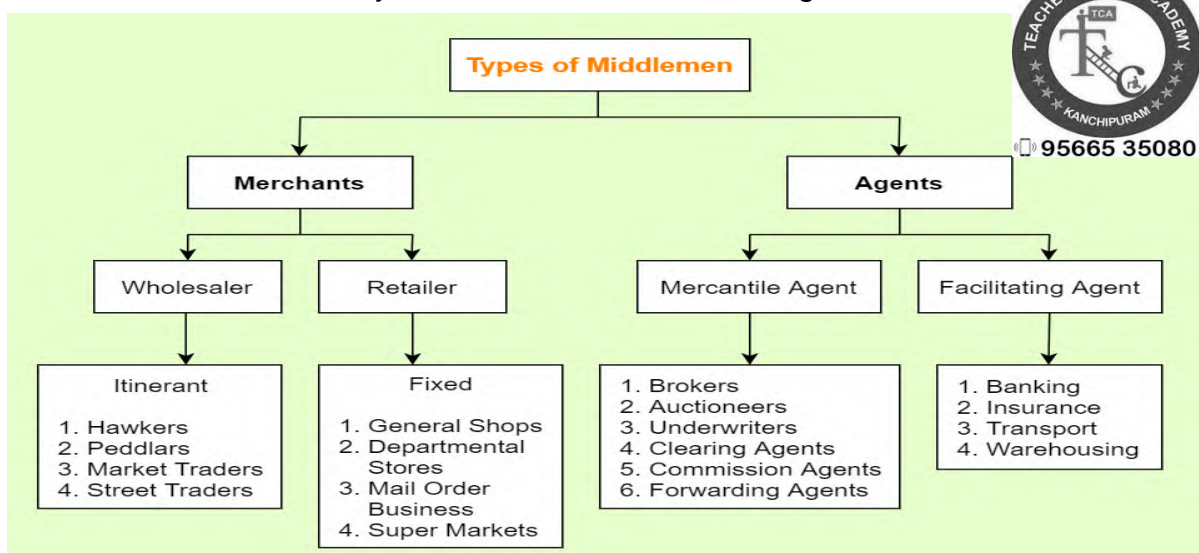 TEACHE
ADEMY
TCA
KANCHIPURAM
95665 35080
Types of Middlemen
Merchants
Agents
Wholesaler
Retailer
Mercantile Agent
Facilitating Agent
Itinerant
1. Hawkers
2. Peddlars
3. Market Traders
4. Street Traders
Fixed
1. General Shops
2. Departmental
Stores
3. Mail Order
Business
4. Super Markets
1. Brokers
2. Auctioneers
3. Underwriters
4. Clearing Agents
5. Commission Agents
6. Forwarding Agents
1. Banking
2. Insurance
3. Transport
4. Warehousing